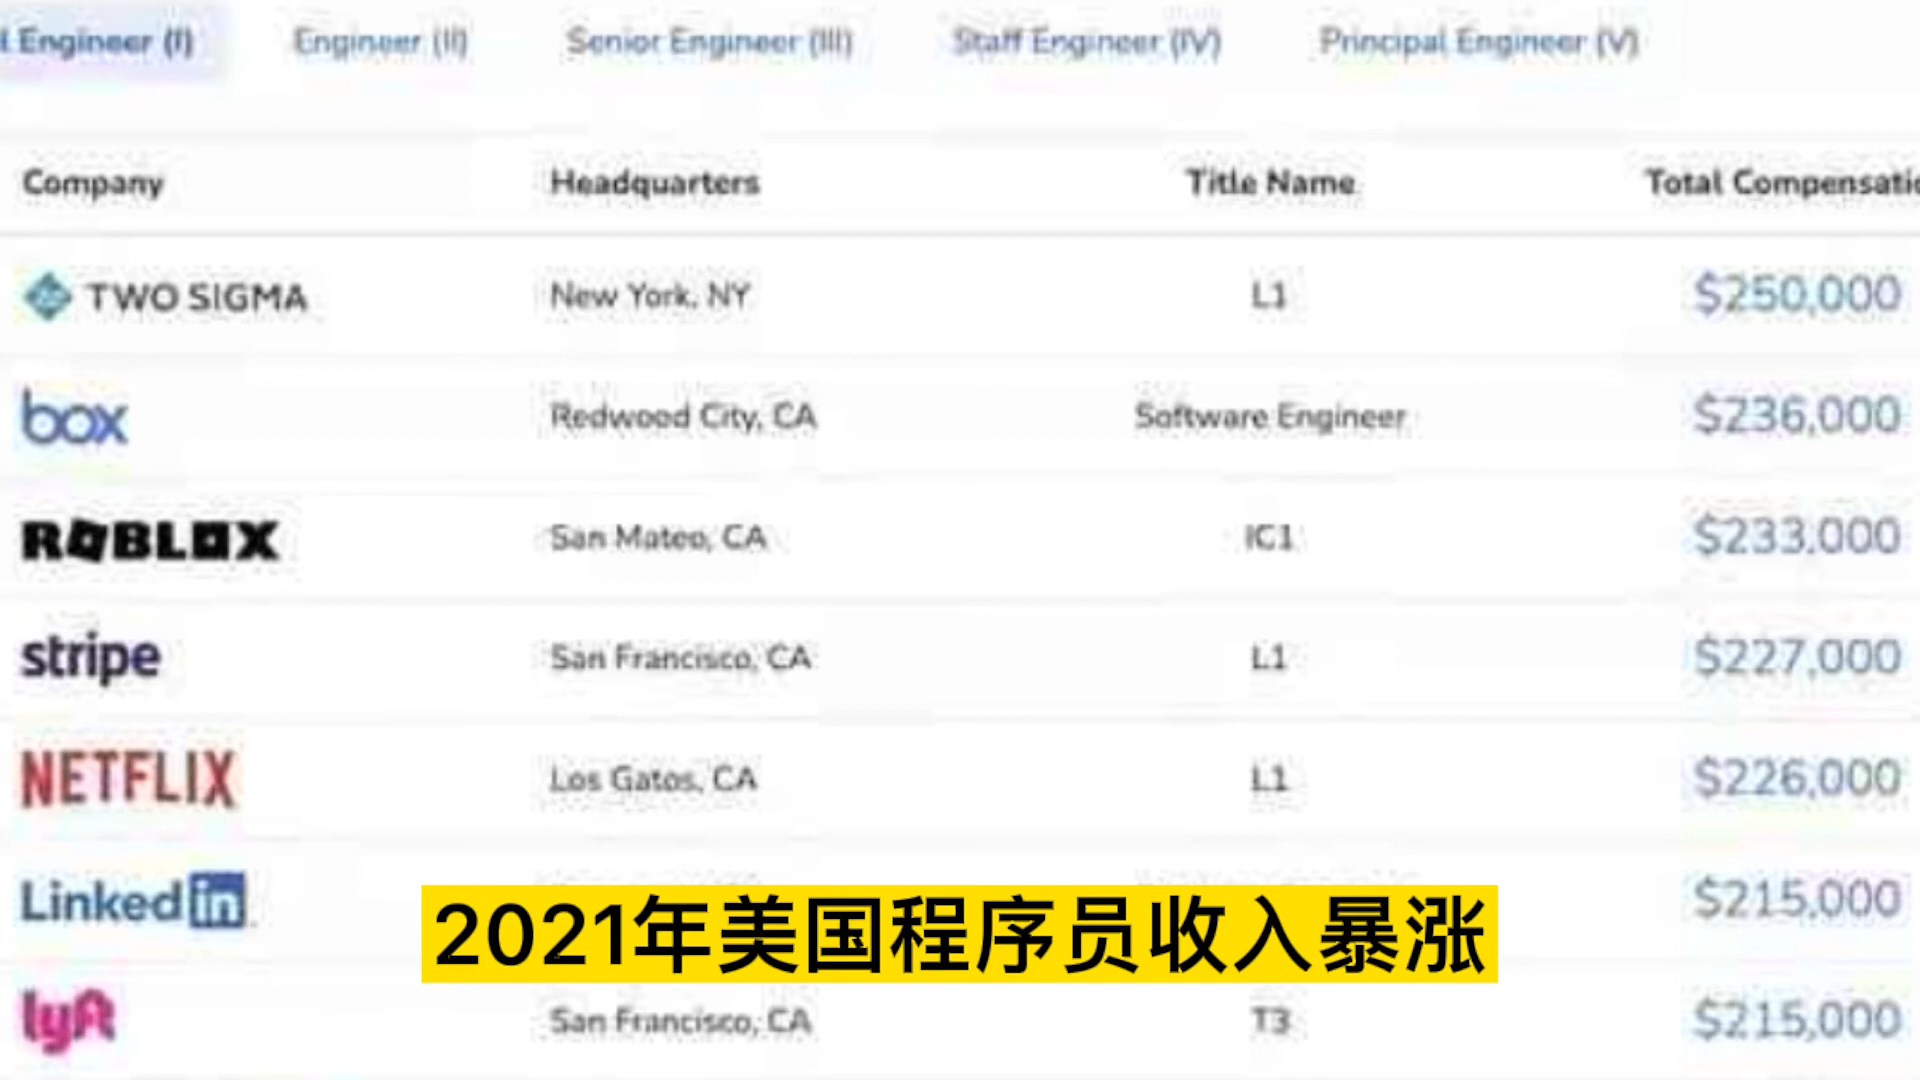 l Engineer (I) Engineer (II) Senior Engineer (III) Staff Engineer (IV) Principal Engineer (V)
Company Headquarters Title Name Total Compensatio
TWO SIGMA New York, NY L1 $250,000
box Redwood City, CA Software Engineer $236,000
ROBLOX San Mateo, CA IC1 $233,000
stripe San Francisco, CA L1 $227,000
NETFLIX Los Gatos, CA L1 $226,000
Linkedin $215,000
2021年美国程序员收入暴涨
lyft San Francisco, CA T3 $215,000